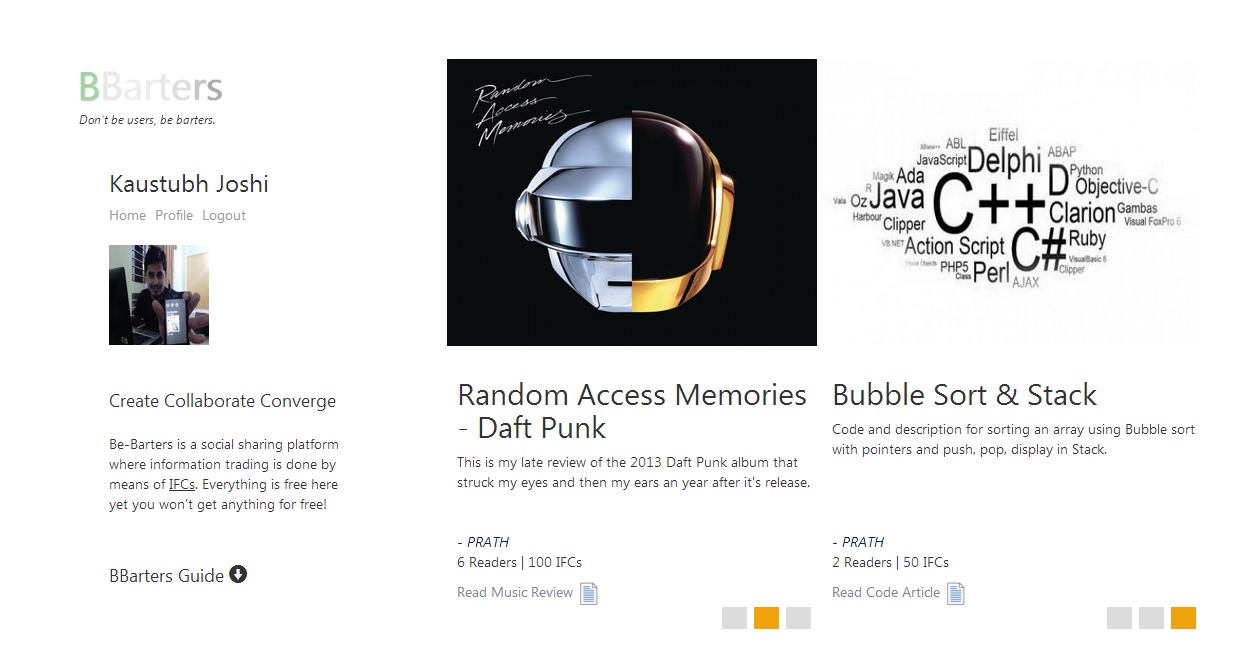 BBarters
Don't be users, be barters.
Kaustubh Joshi
Home Profile Logout
Create Collaborate Converge
Be-Barters is a social sharing platform
where information trading is done by
means of IFCs. Everything is free here
yet you won't get anything for free!
BBarters Guide
Random
Access
Memories
Random Access Memories
- Daft Punk
This is my late review of the 2013 Daft Punk album that
struck my eyes and then my ears an year after it's release.
- PRATH
6 Readers | 100 IFCs
Read Music Review
Eiffel
ABL
ABAP
JavaScript Delphi
Python
Magik Ada
D Objective-C
R
Vala Oz Java C++ Clarion Gambas
Harbour
Clipper
Visual FoxPro 6
VB.NET Action Script C# Ruby
Visual Objects
VisualBasic 6
PHP5
Clipper
Class Perl
AJAX
Bubble Sort & Stack
Code and description for sorting an array using Bubble sort
with pointers and push, pop, display in Stack.
- PRATH
2 Readers | 50 IFCs
Read Code Article